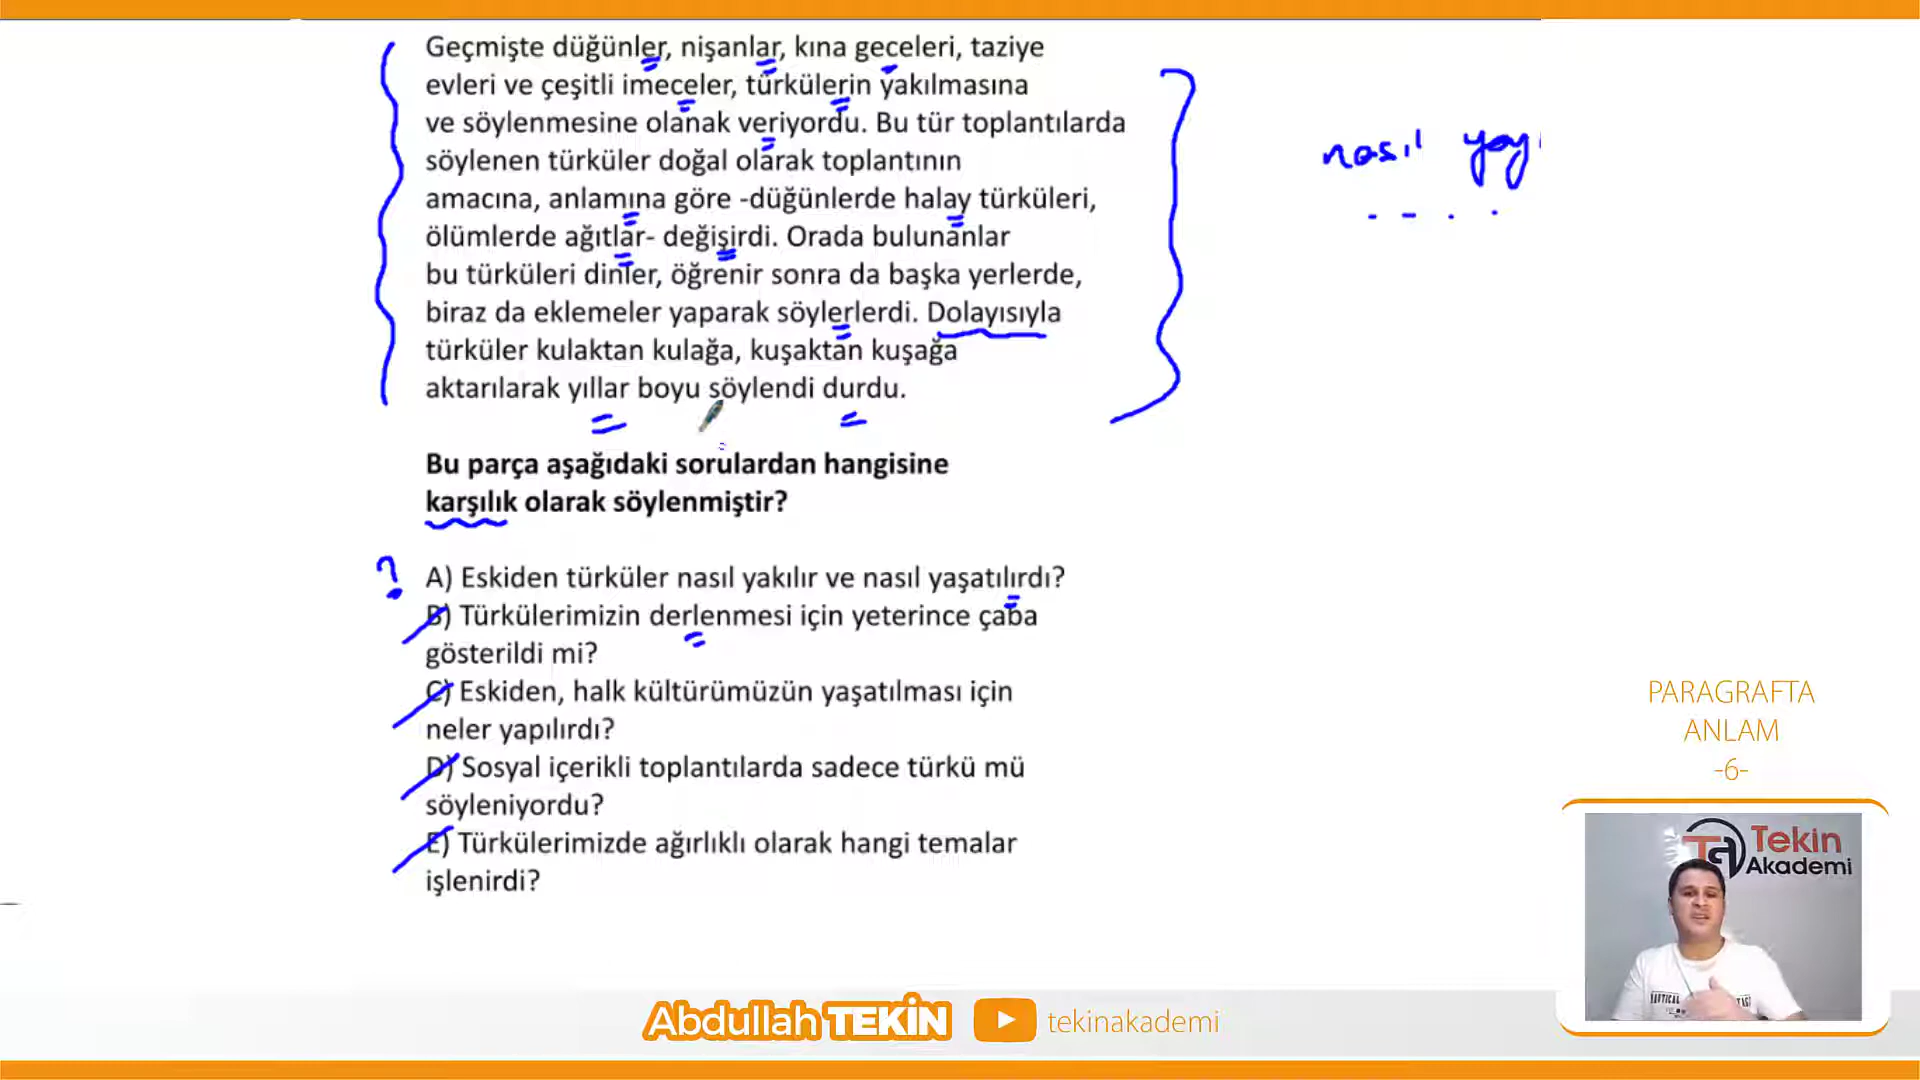 Geçmişte düğünler, nişanlar, kına geceleri, taziye
evleri ve çeşitli imeceler, türkülerin yakılmasına
ve söylenmesine olanak veriyordu. Bu tür toplantılarda
söylenen türküler doğal olarak toplantının
amacına, anlamına göre -düğünlerde halay türküleri,
ölümlerde ağıtlar- değişirdi. Orada bulunanlar
bu türküleri dinler, öğrenir sonra da başka yerlerde,
biraz da eklemeler yaparak söylerlerdi. Dolayısıyla
türküler kulaktan kulağa, kuşaktan kuşağa
aktarılarak yıllar boyu söylendi durdu.
nasıl
Bu parça aşağıdaki sorulardan hangisine
karşılık olarak söylenmiştir?
? A) Eskiden türküler nasıl yakılır ve nasıl yaşatılırdı?
B) Türkülerimizin derlenmesi için yeterince çaba
gösterildi mi?
C) Eskiden, halk kültürümüzün yaşatılması için
neler yapılırdı?
D) Sosyal içerikli toplantılarda sadece türkü mü
söyleniyordu?
E) Türkülerimizde ağırlıklı olarak hangi temalar
işlenirdi?
PARAGRAFTA
ANLAM
-6-
Ta Tekin
Akademi
Abdullah TEKİN tekinakademi